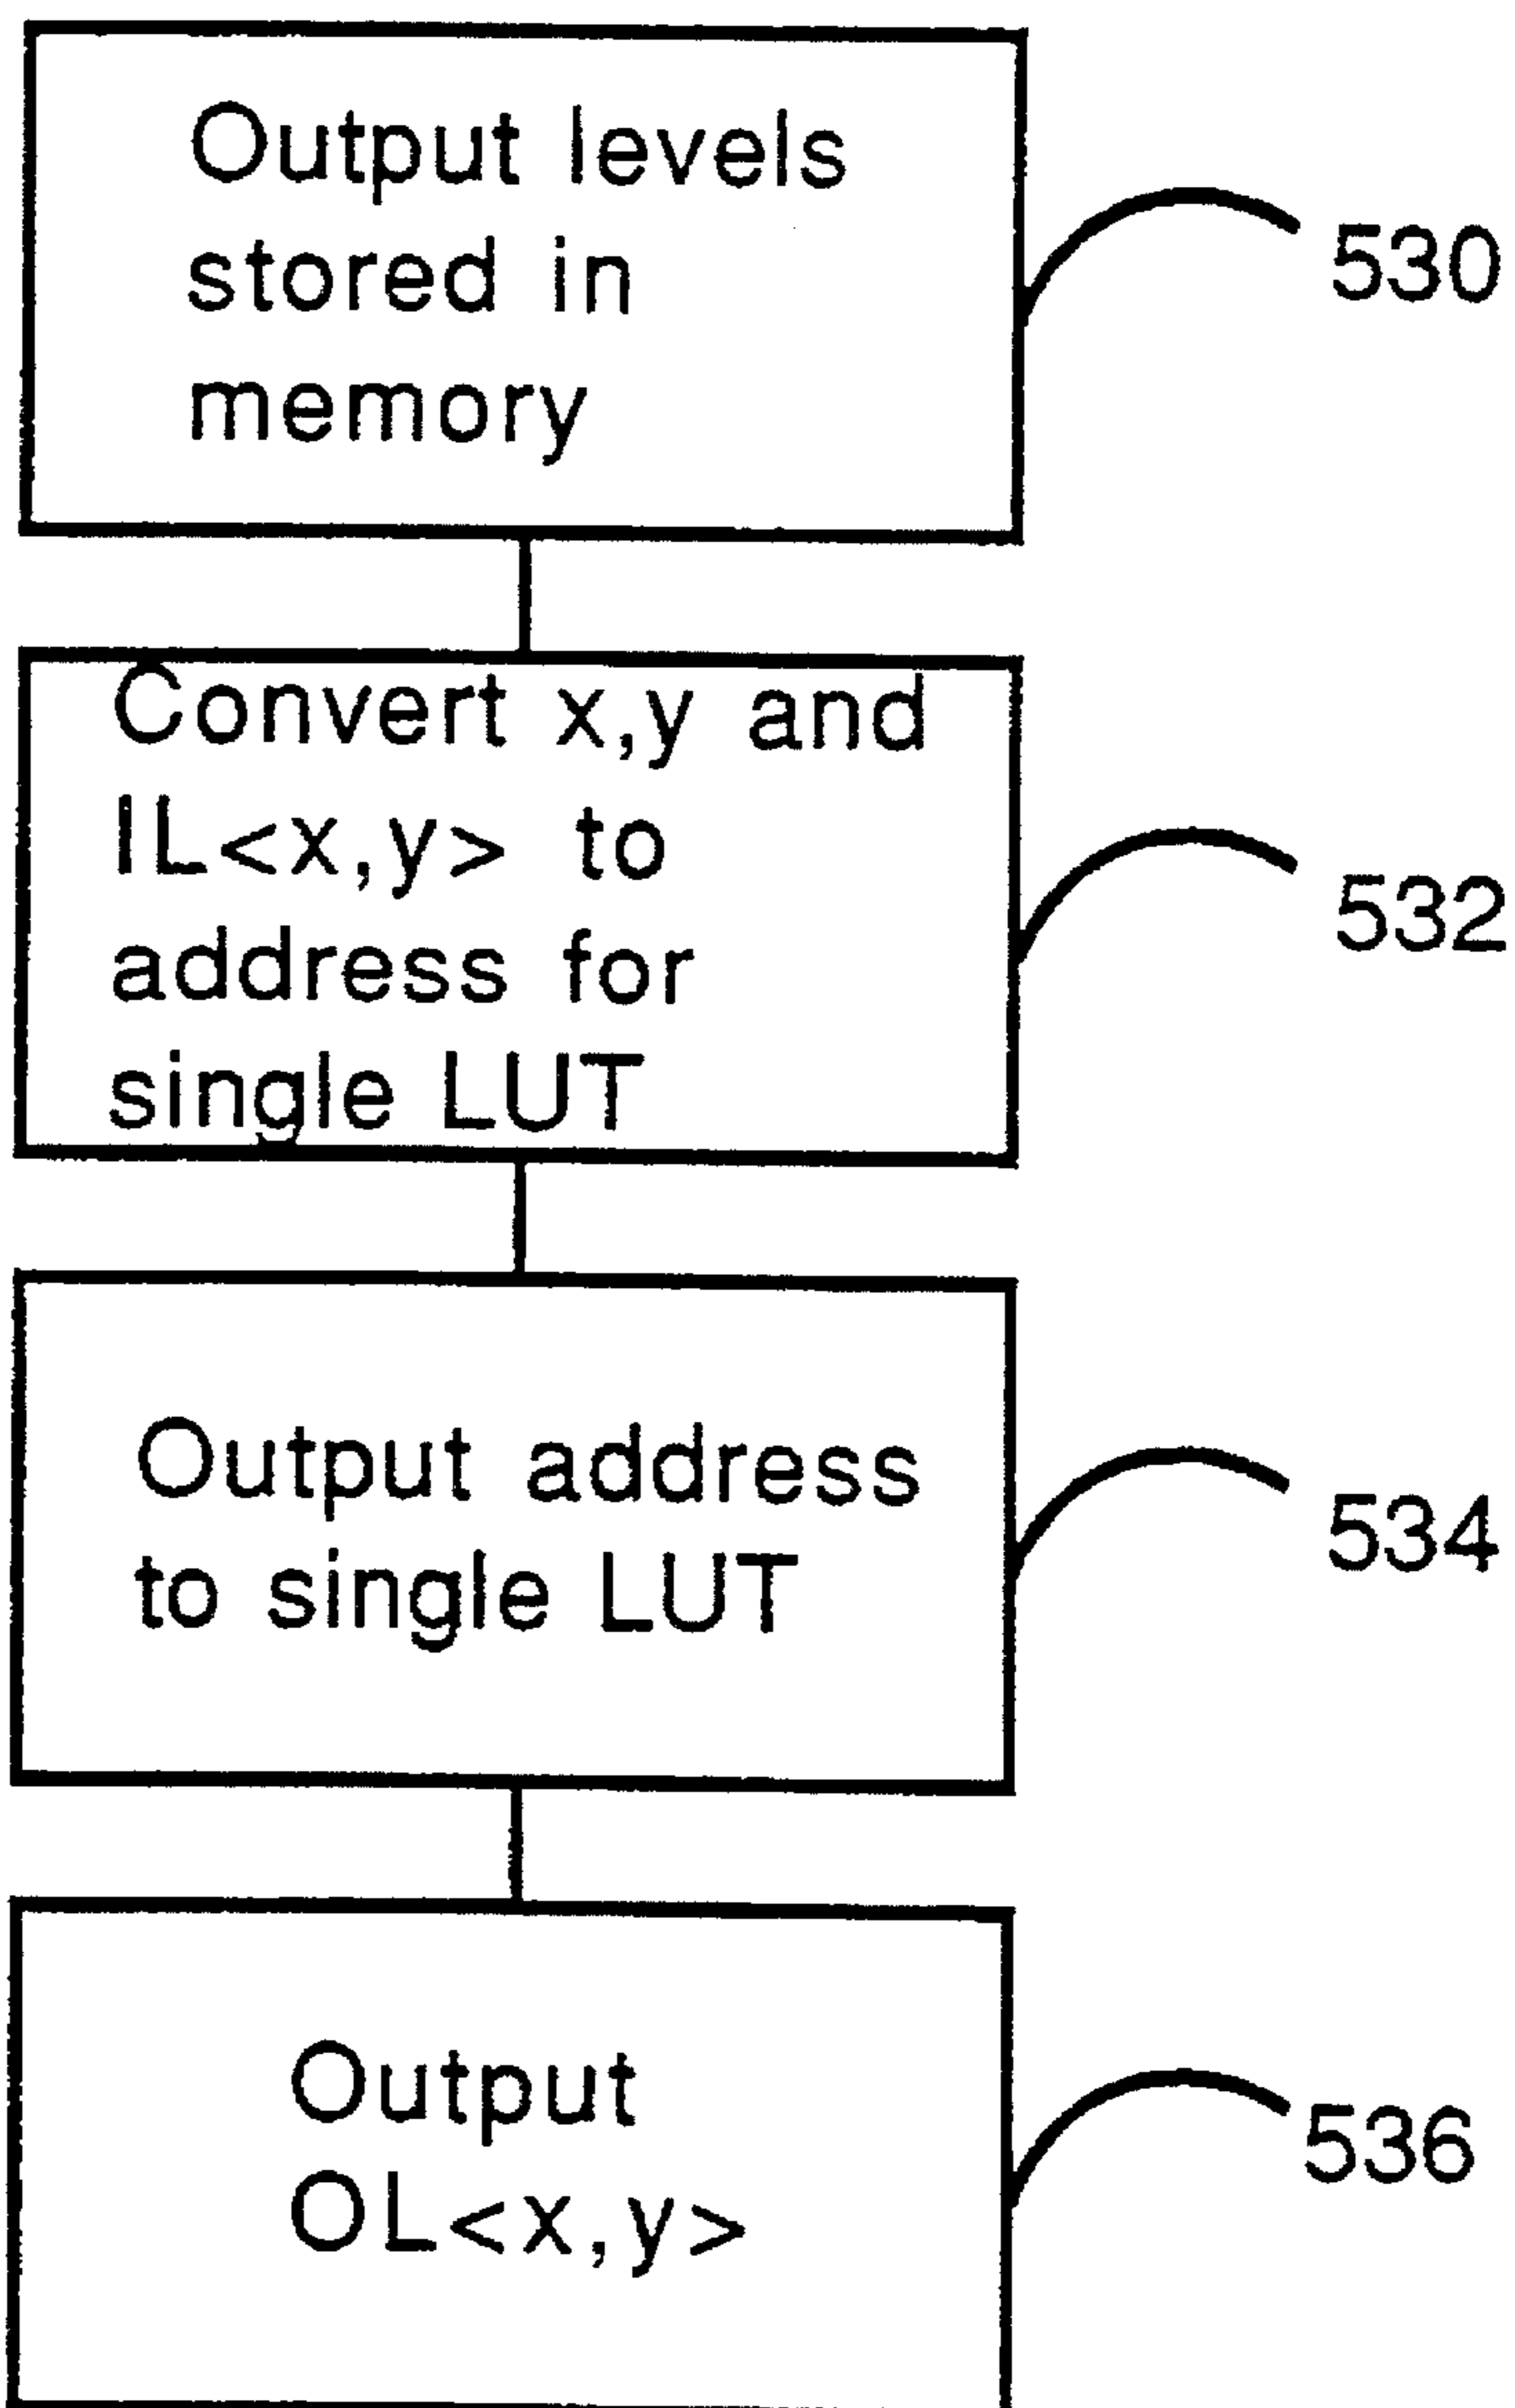 Output levels
stored in
memory
530
Convert x,y and
IL<x,y> to
address for
single LUT
532
Output address
to single LUT
534
Output
OL<x,y>
536